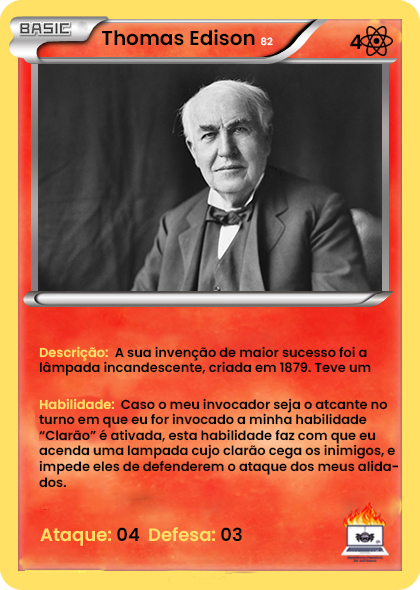 BASIC
Thomas Edison 82
4
Descrição: A sua invenção de maior sucesso foi a
lâmpada incandescente, criada em 1879. Teve um
Habilidade: Caso o meu invocador seja o atcante no
turno em que eu for invocado a minha habilidade
“Clarão” é ativada, esta habilidade faz com que eu
acenda uma lampada cujo clarão cega os inimigos, e
impede eles de defenderem o ataque dos meus alida-
dos.
Ataque: 04 Defesa: 03